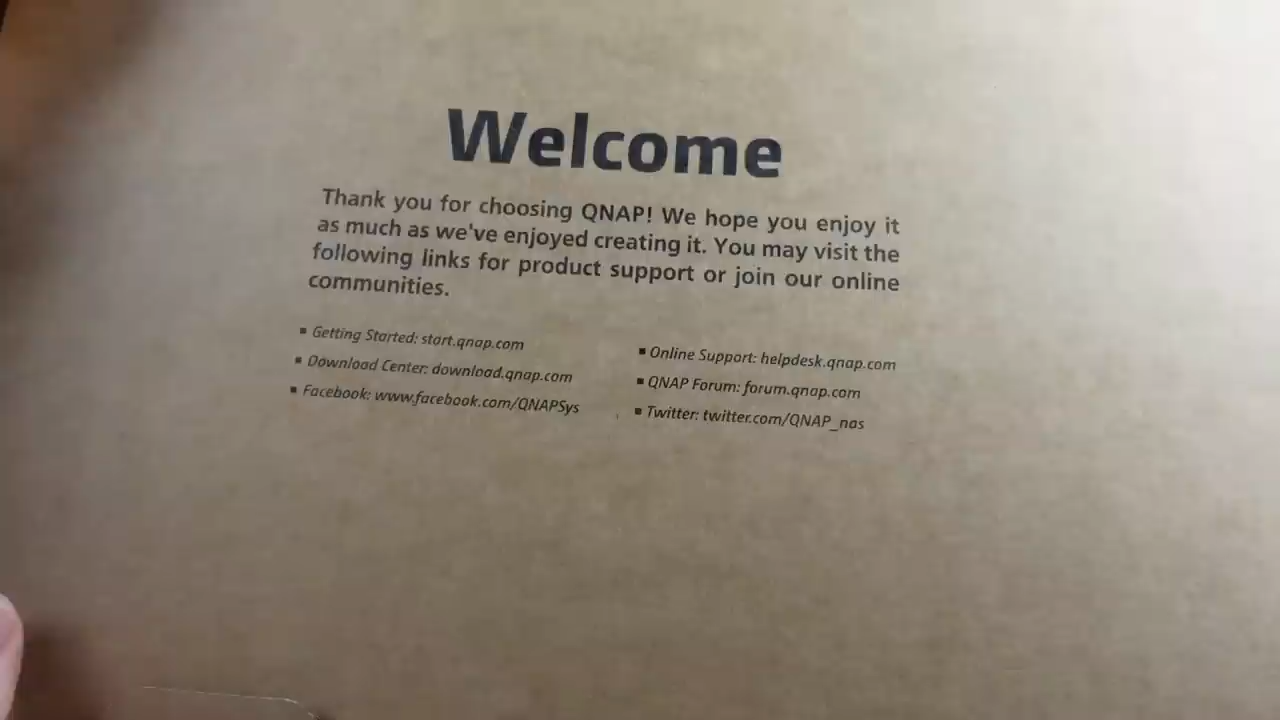 Welcome
Thank you for choosing QNAP! We hope you enjoy it
as much as we've enjoyed creating it. You may visit the
following links for product support or join our online
communities.
▪ Getting Started: start.qnap.com
▪ Download Center: download.qnap.com
▪ Facebook: www.facebook.com/QNAPSys
▪ Online Support: helpdesk.qnap.com
▪ QNAP Forum: forum.qnap.com
▪ Twitter: twitter.com/QNAP_nas